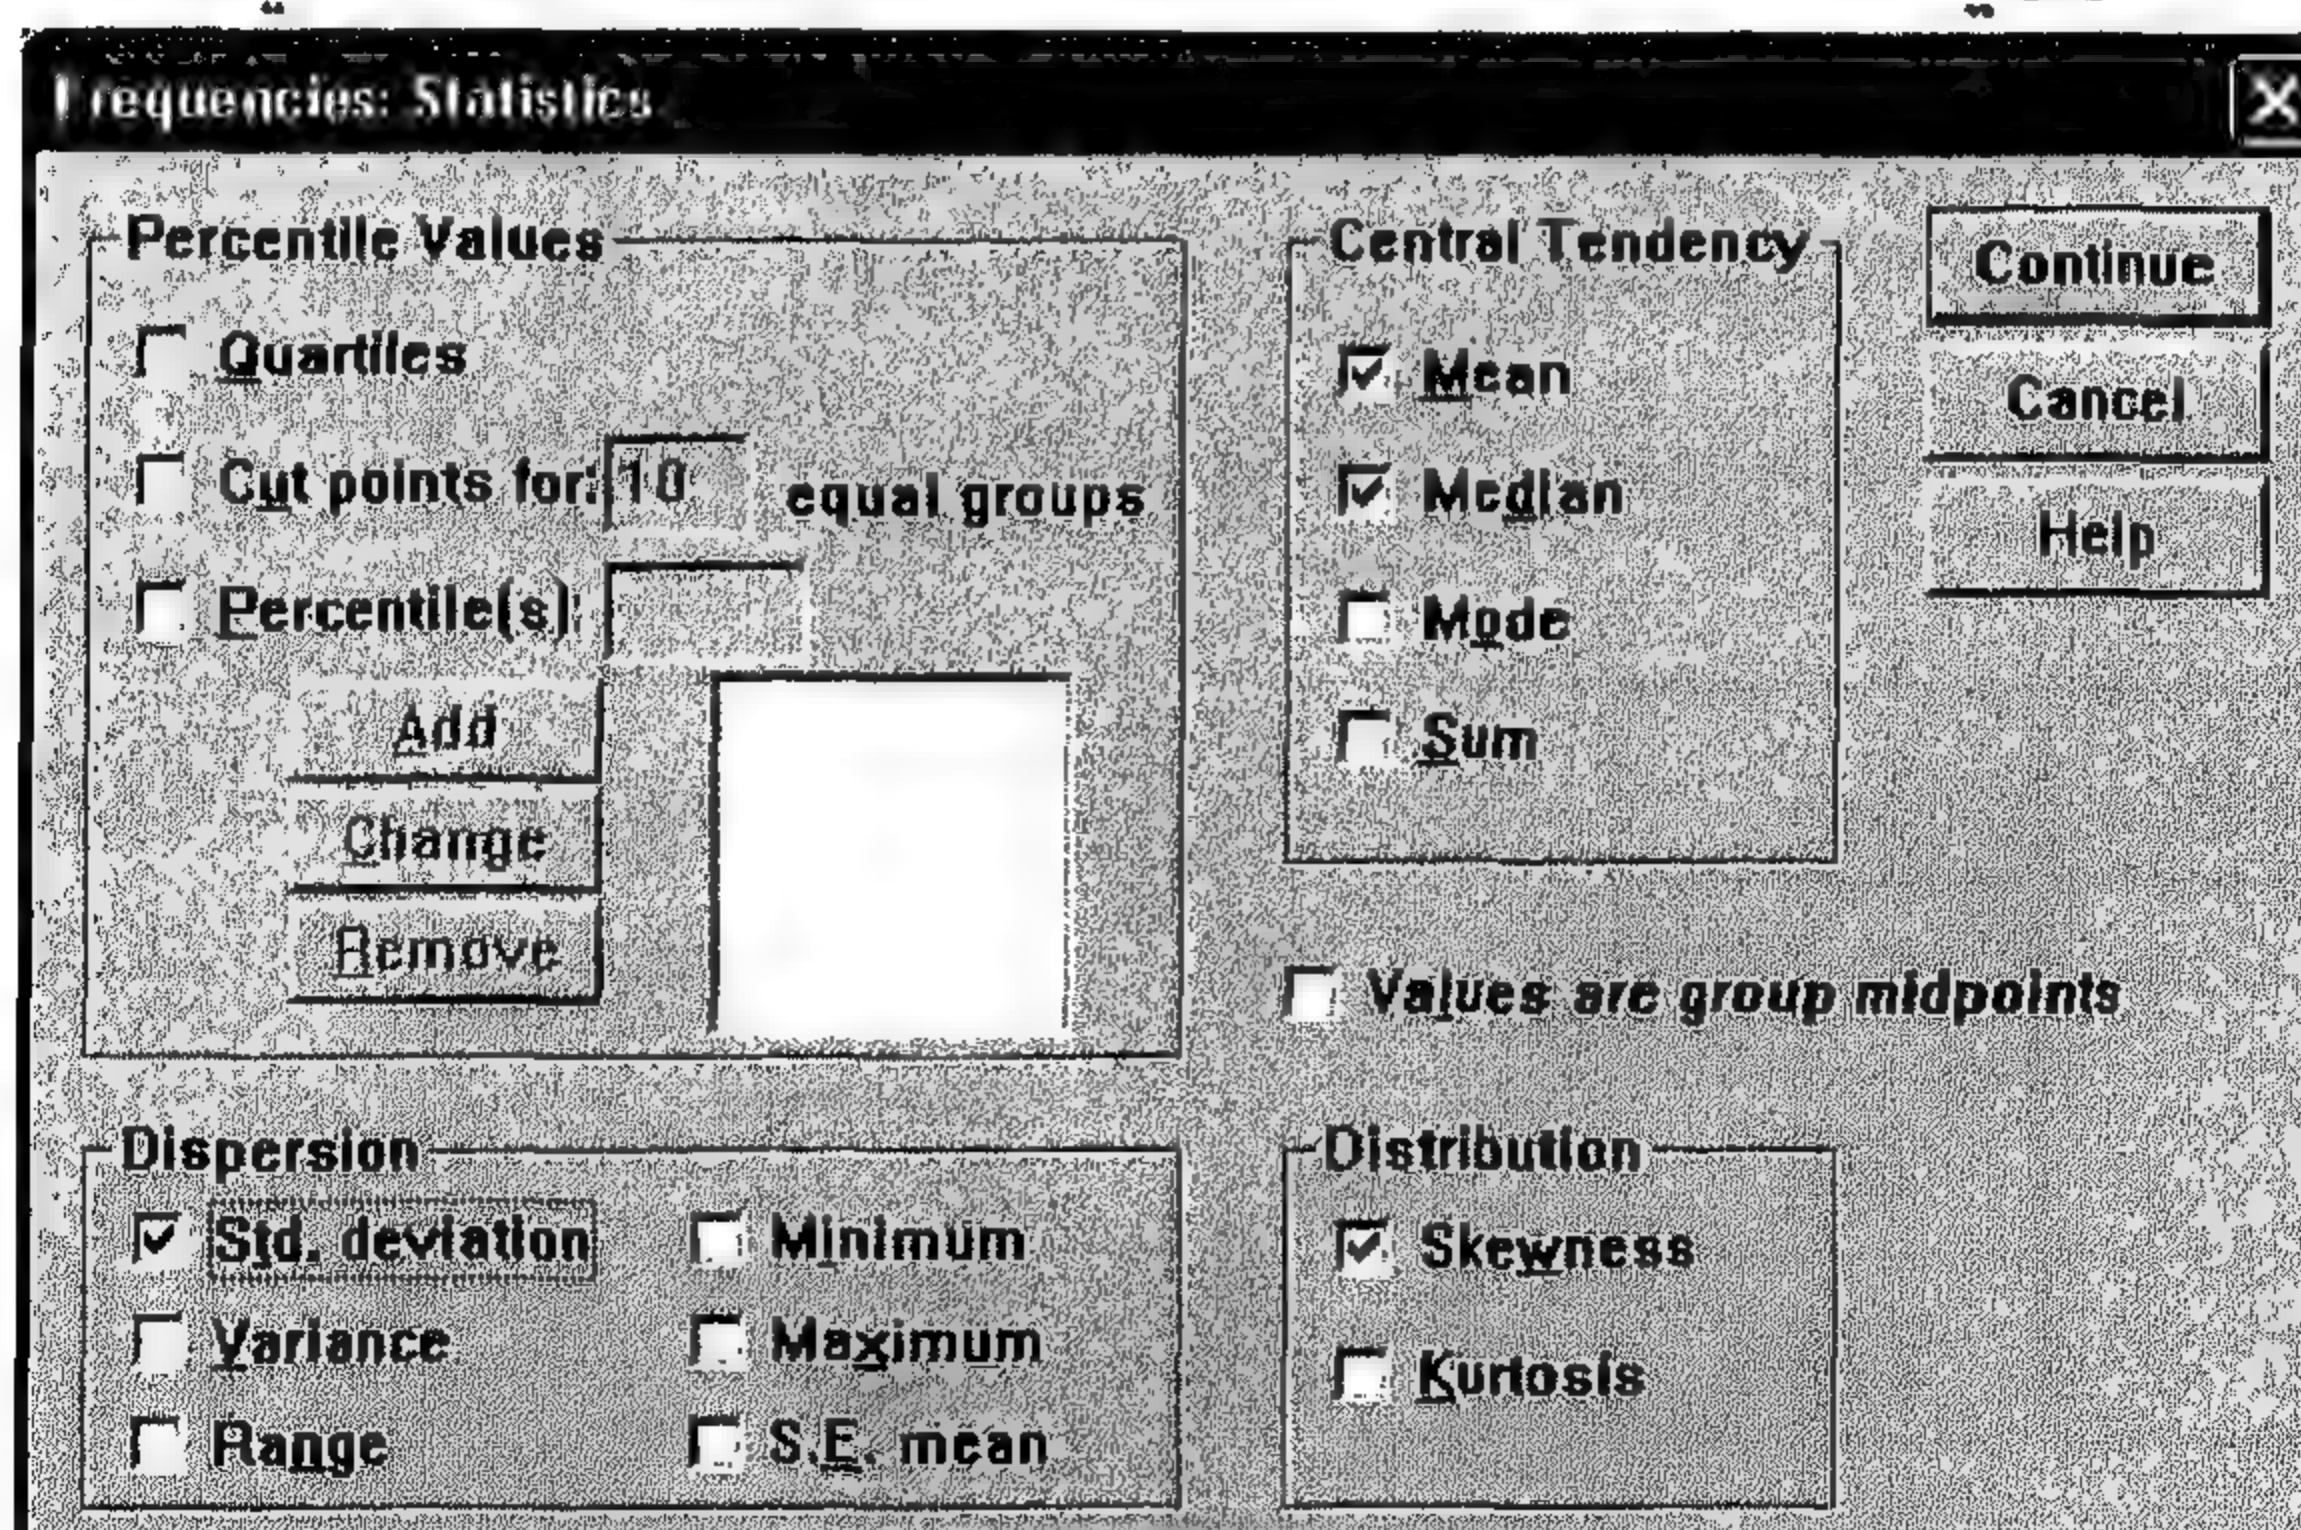 Frequencies: Statistics
X
Percentile Values
Quartiles
Cut points for: 10 equal groups
Percentile(s):
Add
Change
Remove
Central Tendency
Mean
Median
Mode
Sum
Continue
Cancel
Help
Values are group midpoints
Dispersion
Std. deviation
Variance
Range
Minimum
Maximum
S.E. mean
Distribution
Skewness
Kurtosis